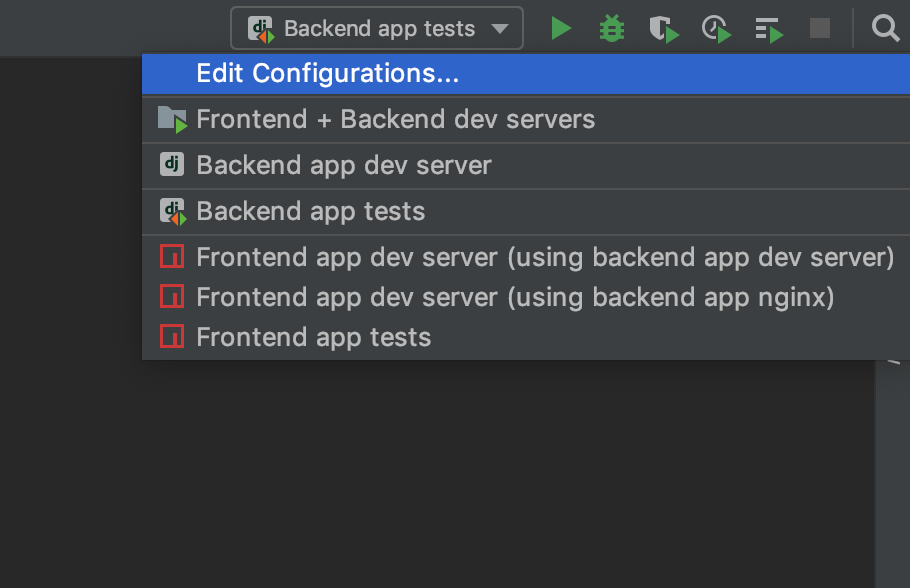 dj Backend app tests
Edit Configurations...
Frontend + Backend dev servers
dj Backend app dev server
dj Backend app tests
Frontend app dev server (using backend app dev server)
Frontend app dev server (using backend app nginx)
Frontend app tests